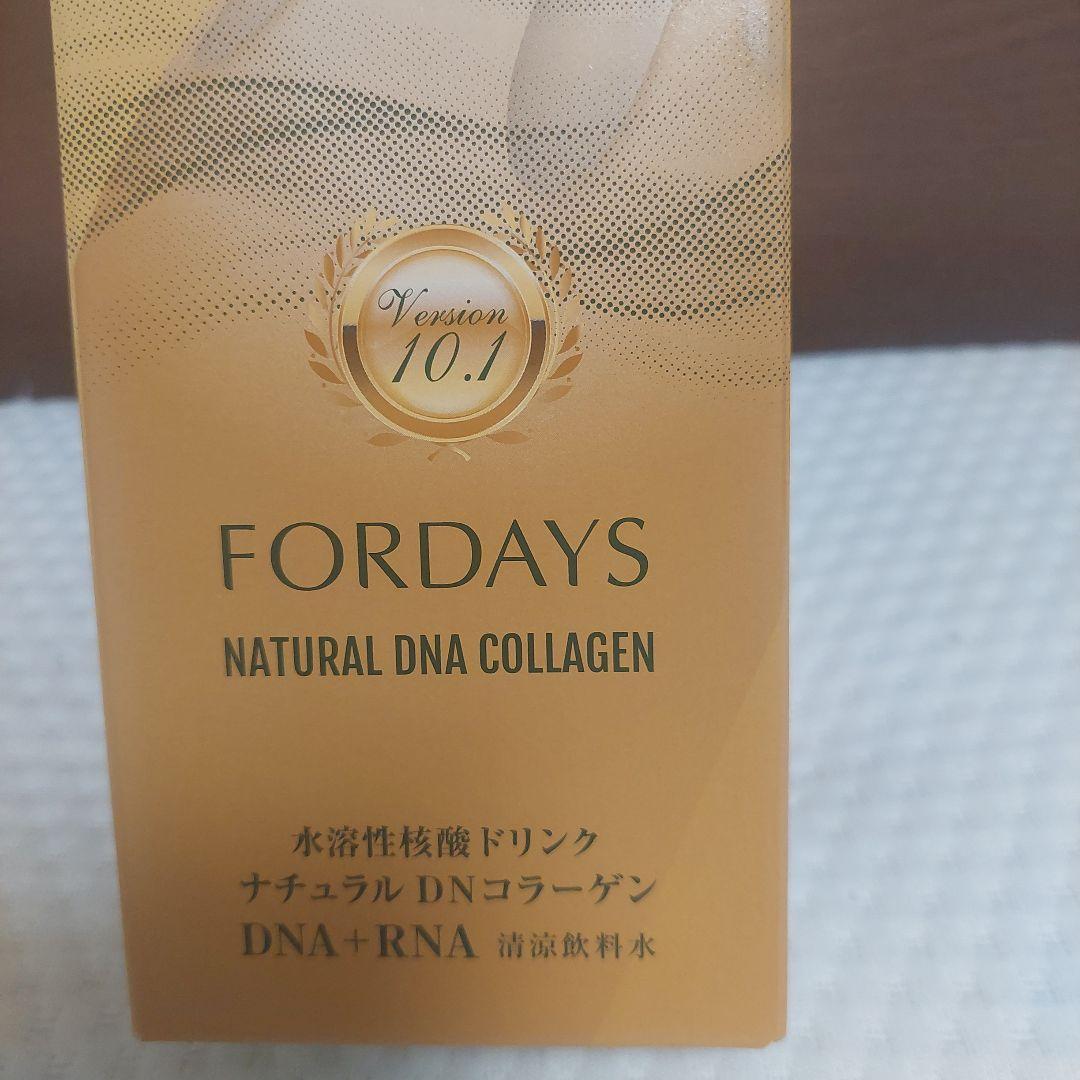 Version
10.1
FORDAYS
NATURAL DNA COLLAGEN
水溶性核酸ドリンク
ナチュラル DNコラーゲン
DNA+RNA 清涼飲料水